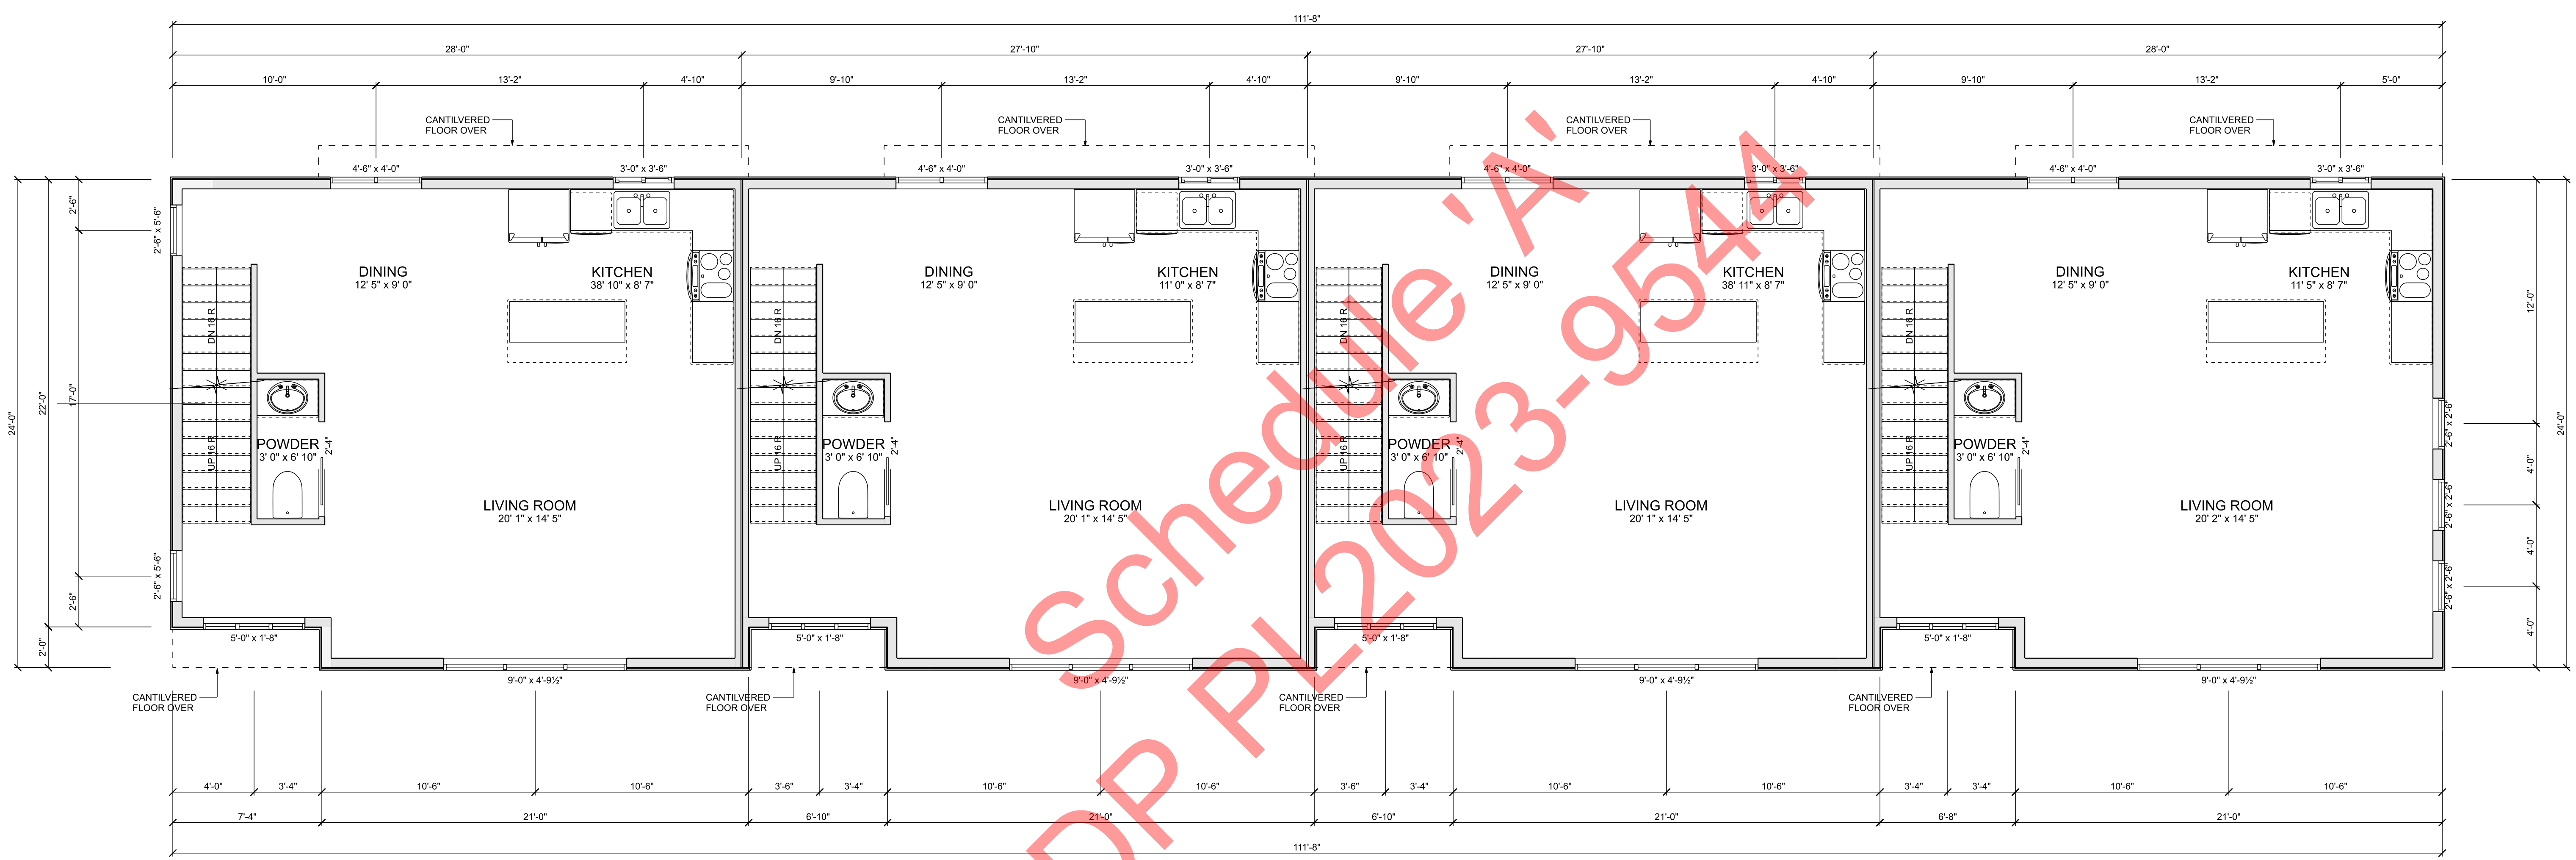 111'-8"
28'-0" 27'-10" 27'-10" 28'-0"
10'-0" 13'-2" 4'-10" 9'-10" 13'-2" 4'-10" 9'-10" 13'-2" 4'-10" 9'-10" 13'-2" 5'-0"
CANTILVERED
FLOOR OVER
CANTILVERED
FLOOR OVER
CANTILVERED
FLOOR OVER
CANTILVERED
FLOOR OVER
4'-6" x 4'-0" 3'-0" x 3'-6" 4'-6" x 4'-0" 3'-0" x 3'-6" 4'-6" x 4'-0" 3'-0" x 3'-6" 4'-6" x 4'-0" 3'-0" x 3'-6"
24'-0"
22'-0"
2'-6"
17'-0"
2'-6"
2'-0"
2'-6" x 5'-6"
2'-6" x 5'-6"
DINING
12' 5" x 9' 0"
KITCHEN
38' 10" x 8' 7"
DN 16 R
UP 16 R
POWDER
3' 0" x 6' 10"
2'-4"
LIVING ROOM
20' 1" x 14' 5"
5'-0" x 1'-8"
9'-0" x 4'-9½"
CANTILVERED
FLOOR OVER
DINING
12' 5" x 9' 0"
KITCHEN
11' 0" x 8' 7"
DN 16 R
UP 16 R
POWDER
3' 0" x 6' 10"
2'-4"
LIVING ROOM
20' 1" x 14' 5"
5'-0" x 1'-8"
9'-0" x 4'-9½"
CANTILVERED
FLOOR OVER
DINING
12' 5" x 9' 0"
KITCHEN
38' 11" x 8' 7"
DN 16 R
UP 16 R
POWDER
3' 0" x 6' 10"
2'-4"
LIVING ROOM
20' 1" x 14' 5"
5'-0" x 1'-8"
9'-0" x 4'-9½"
CANTILVERED
FLOOR OVER
DINING
12' 5" x 9' 0"
KITCHEN
11' 5" x 8' 7"
DN 16 R
UP 16 R
POWDER
3' 0" x 6' 10"
2'-4"
LIVING ROOM
20' 2" x 14' 5"
5'-0" x 1'-8"
9'-0" x 4'-9½"
CANTILVERED
FLOOR OVER
2'-6" x 2'-6"
2'-6" x 2'-6"
2'-6" x 2'-6"
12'-0"
4'-0"
4'-0"
4'-0"
24'-0"
4'-0" 3'-4" 10'-6" 10'-6" 3'-6" 3'-4" 10'-6" 10'-6" 3'-6" 3'-4" 10'-6" 10'-6" 3'-4" 3'-4" 10'-6" 10'-6"
7'-4" 21'-0" 6'-10" 21'-0" 6'-10" 21'-0" 6'-8" 21'-0"
111'-8"
Schedule 'A'
DP PL2023-9544